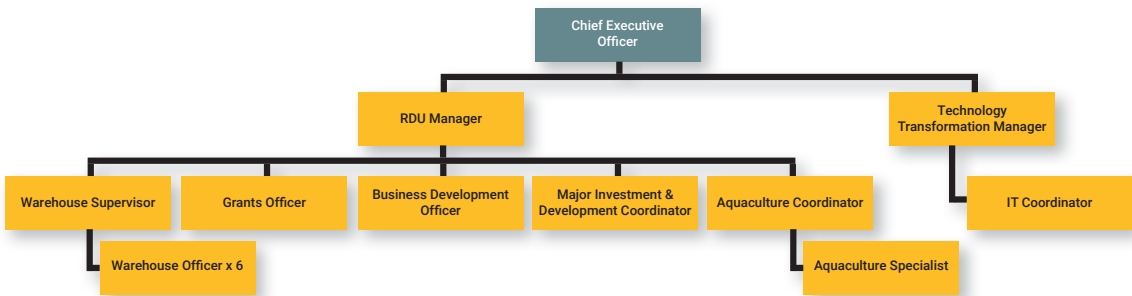 Chief Executive
Officer
RDU Manager
Technology
Transformation Manager
Warehouse Supervisor
Grants Officer
Business Development
Officer
Major Investment &
Development Coordinator
Aquaculture Coordinator
IT Coordinator
Warehouse Officer x 6
Aquaculture Specialist